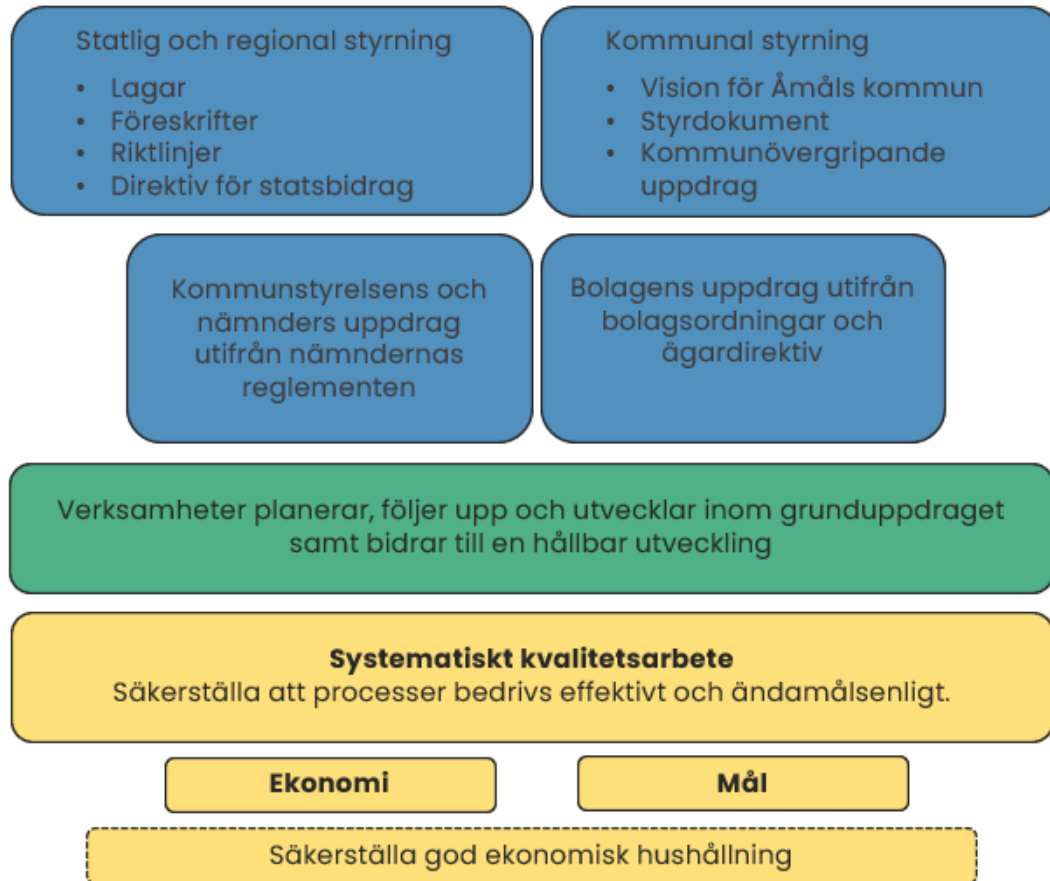 Statlig och regional styrning
• Lagar
• Föreskrifter
• Riktlinjer
• Direktiv för statsbidrag
Kommunal styrning
• Vision för Åmåls kommun
• Styrdokument
• Kommunövergripande
uppdrag
Kommunstyrelsens och
nämnders uppdrag
utifrån nämndernas
reglementen
Bolagens uppdrag utifrån
bolagsordningar och
ägardirektiv
Verksamheter planerar, följer upp och utvecklar inom grunduppdraget
samt bidrar till en hållbar utveckling
Systematiskt kvalitetsarbete
Säkerställa att processer bedrivs effektivt och ändamålsenligt.
Ekonomi
Mål
Säkerställa god ekonomisk hushållning